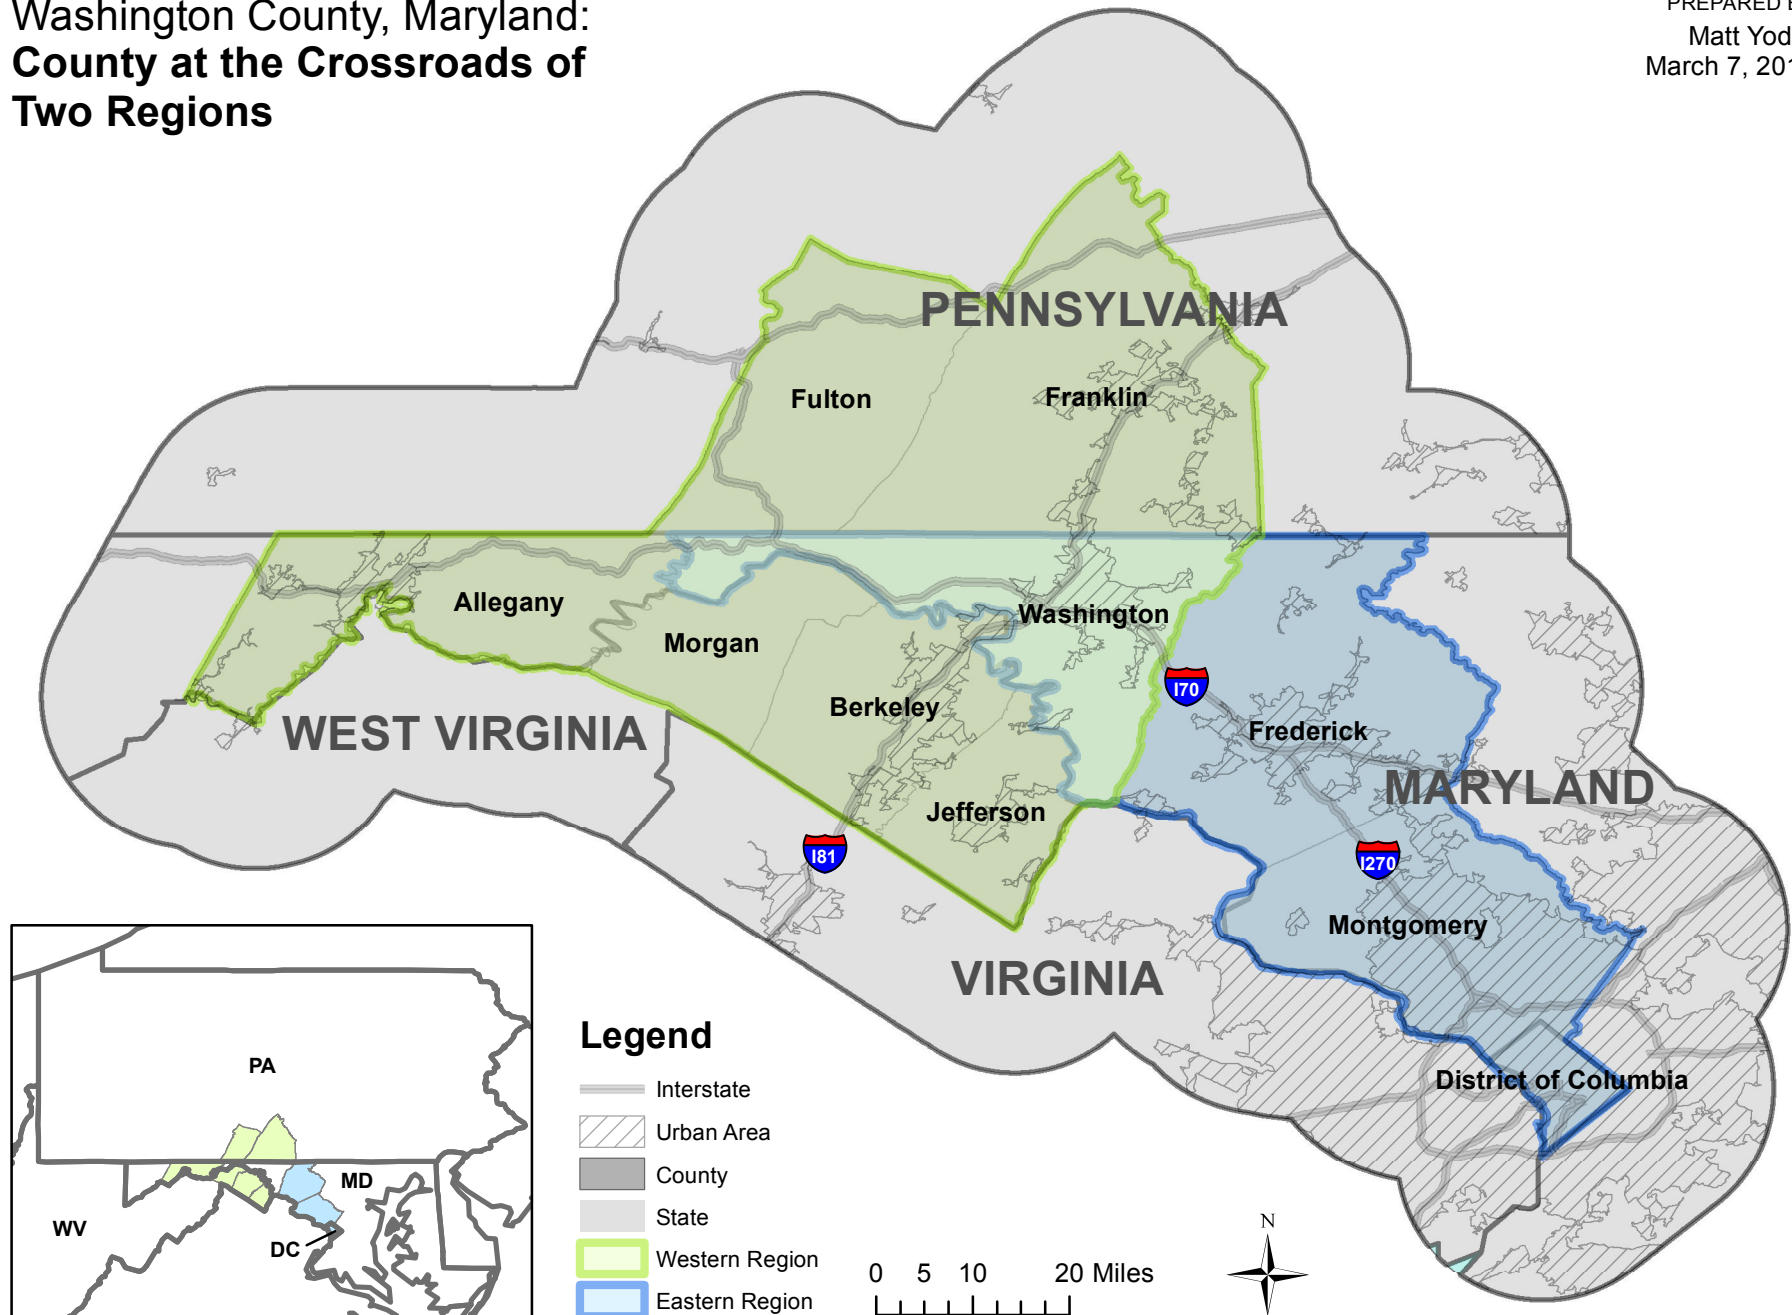 Washington County, Maryland:
County at the Crossroads of
Two Regions
PREPARED
Matt Yod
March 7, 201
PENNSYLVANIA
Fulton
Franklin
Allegany
Washington
Morgan
I70
Berkeley
WEST VIRGINIA
Frederick
MARYLAND
Jefferson
I81
I270
Montgomery
VIRGINIA
District of Columbia
PA
MD
WV
DC
Legend
Interstate
Urban Area
County
State
Western Region
Eastern Region
0 5 10 20 Miles
N